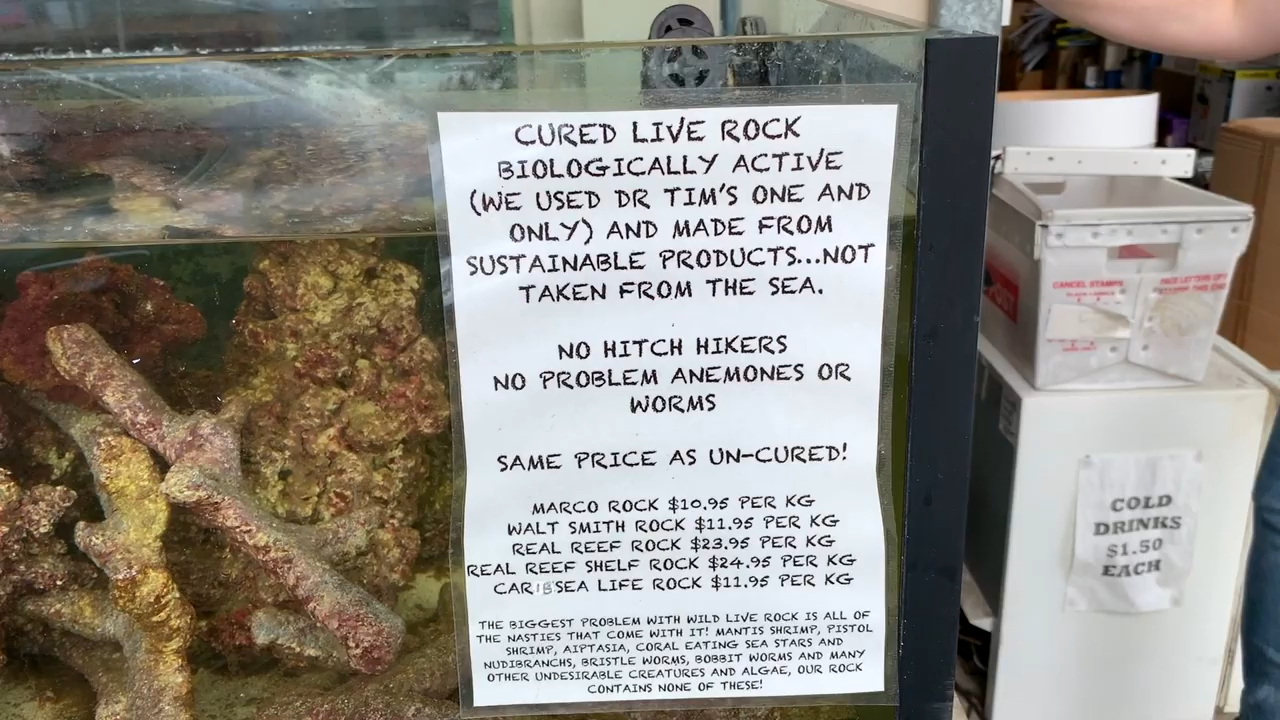 CURED LIVE ROCK
BIOLOGICALLY ACTIVE
(WE USED DR TIM'S ONE AND
ONLY) AND MADE FROM
SUSTAINABLE PRODUCTS...NOT
TAKEN FROM THE SEA.
NO HITCH HIKERS
NO PROBLEM ANEMONES OR
WORMS
SAME PRICE AS UN-CURED!
MARCO ROCK $10.95 PER KG
WALT SMITH ROCK $11.95 PER KG
REAL REEF ROCK $23.95 PER KG
REAL REEF SHELF ROCK $24.95 PER KG
CARIBSEA LIFE ROCK $11.95 PER KG
THE BIGGEST PROBLEM WITH WILD LIVE ROCK IS ALL OF
THE NASTIES THAT COME WITH IT! MANTIS SHRIMP, PISTOL
SHRIMP, AIPTASIA, CORAL EATING SEA STARS AND
NUDIBRANCHS, BRISTLE WORMS, BOBBIT WORMS AND MANY
OTHER UNDESIRABLE CREATURES AND ALGAE, OUR ROCK
CONTAINS NONE OF THESE!
CANCEL STAMPS
FACE LETTERS UP
POST
COLD
DRINKS
$1.50
EACH